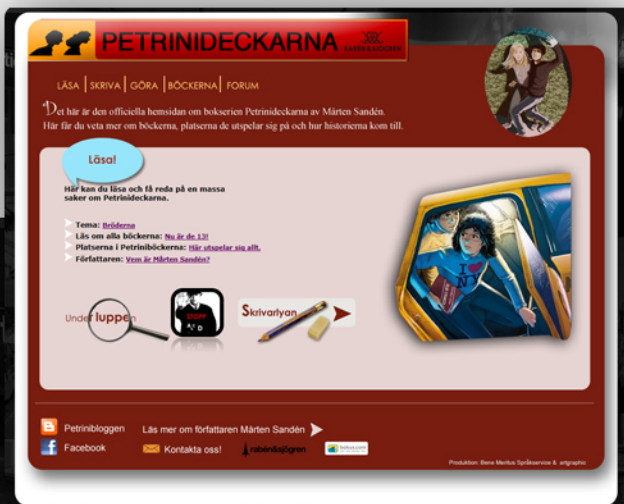 PETRINIDECKARNA
LÄSA SKRIVA GÖRA BÖCKERNA FORUM
Det här är den officiella hemsidan om bokserien Petrinideckarna av Mårten Sandén.
Här får du veta mer om böckerna, platserna de utspelar sig på och hur historierna kom till.
Läsa!
Här kan du läsa och få reda på en massa
saker om Petrinideckarna.
Tema: Bröderna
Läs om alla böckerna: Nu är de 13!
Platserna i Petriniböckerna: Här utspelar sig allt.
Författaren: Vem är Mårten Sandén?
Under luppen
Skrivarlyan
I
NY
Petrinibloggen
Läs mer om författaren Mårten Sandén
Facebook
Kontakta oss!
rabén&sjögren
bokus.com
Produktion: Bene Meritus Språkservice & artgraphic